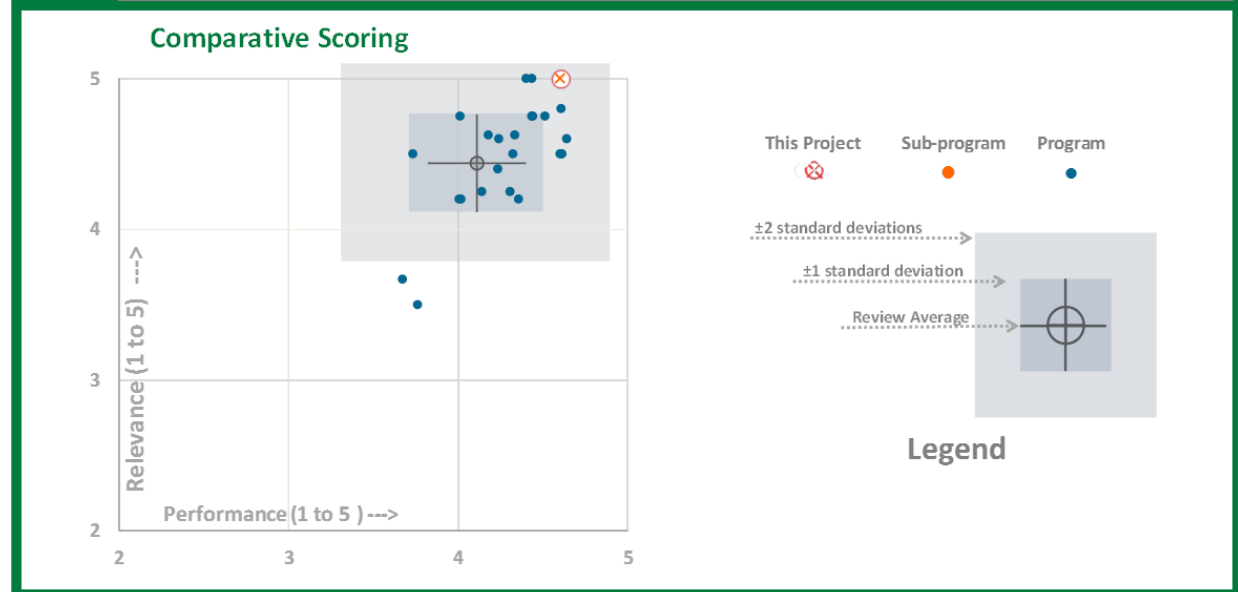 Comparative Scoring
5
4
3
2
Relevance (1 to 5) --->
Performance (1 to 5 ) --->
2
3
4
5
This Project
Sub-program
Program
±2 standard deviations
±1 standard deviation
Review Average
Legend